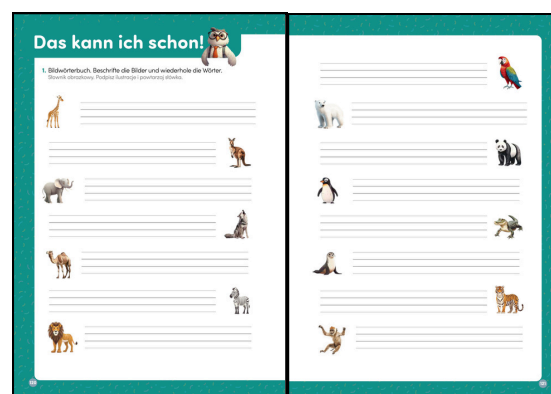 Das kann ich schon!
1. Bildwörterbuch. Beschrifte die Bilder und wiederhole die Wörter.
Słownik obrazkowy. Podpisz ilustracje i powtarzaj słówka.